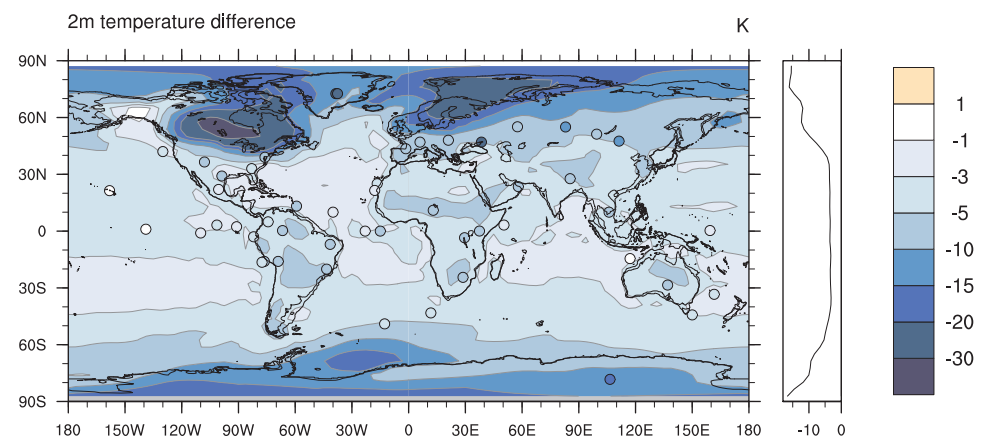 2m temperature difference K
90N
60N
30N
0
30S
60S
90S
180 150W 120W 90W 60W 30W 0 30E 60E 90E 120E 150E 180
-10 0
1
-1
-3
-5
-10
-15
-20
-30